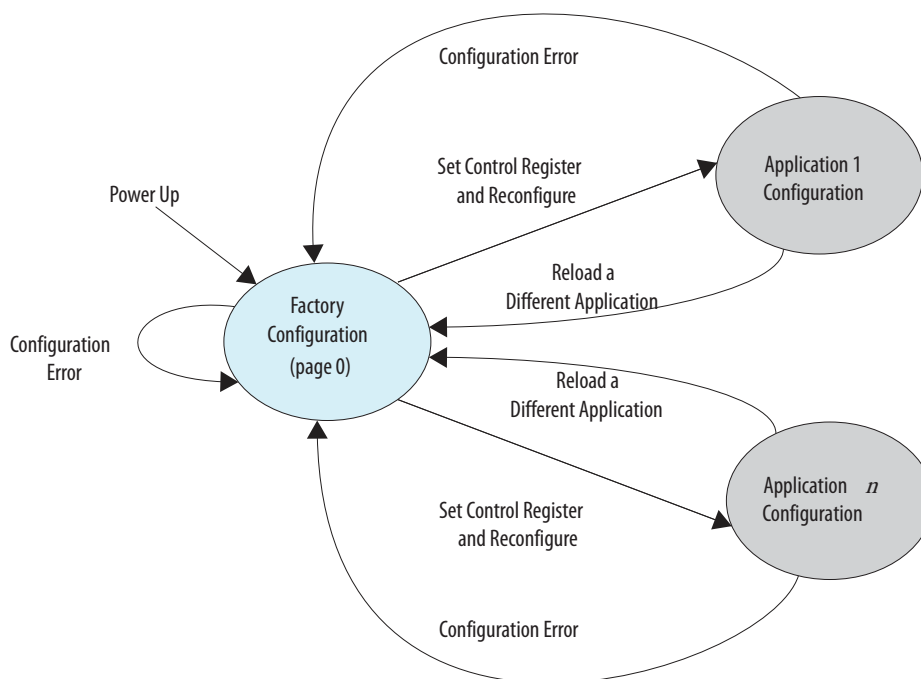 Configuration Error
Set Control Register
and Reconfigure
Application 1
Configuration
Power Up
Reload a
Different Application
Factory
Configuration
(page 0)
Configuration
Error
Reload a
Different Application
Set Control Register
and Reconfigure
Application n
Configuration
Configuration Error